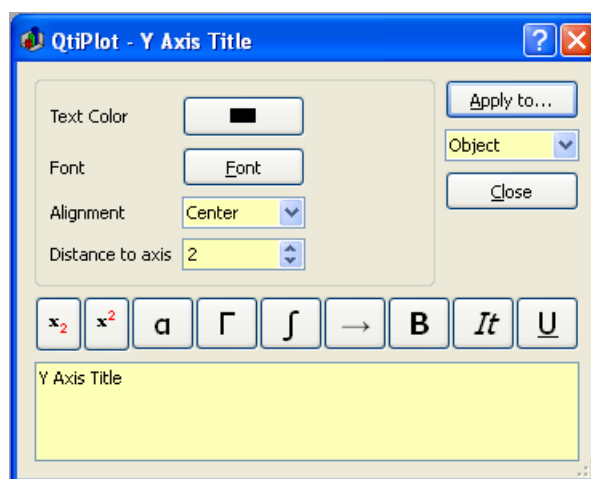 QtiPlot - Y Axis Title
Text Color
Font
Font
Alignment
Center
Distance to axis
2
Apply to...
Object
Close
x₂
x²
α
Γ
∫
→
B
It
U
Y Axis Title